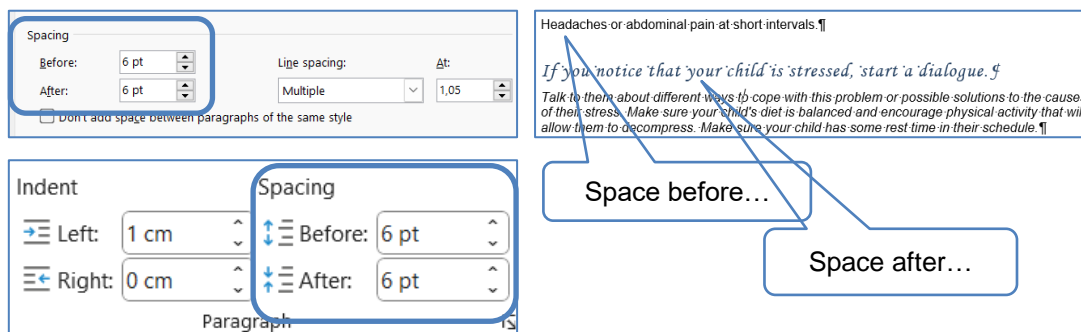 Spacing
Before: 6 pt
After: 6 pt
Line spacing: At:
Multiple 1,05
Don't add space between paragraphs of the same style
Headaches·or·abdominal·pain·at·short·intervals.¶
If·you·notice·that·your·child·is·stressed,·start·a·dialogue.·¶
Talk·to·them·about·different·ways·to·cope·with·this·problem·or·possible·solutions·to·the·causes
of·their·stress.·Make·sure·your·child's·diet·is·balanced·and·encourage·physical·activity·that·will
allow·them·to·decompress.·Make·sure·your·child·has·some·rest·time·in·their·schedule.¶
Space before…
Space after…
Indent
Left: 1 cm
Right: 0 cm
Spacing
Before: 6 pt
After: 6 pt
Paragraph